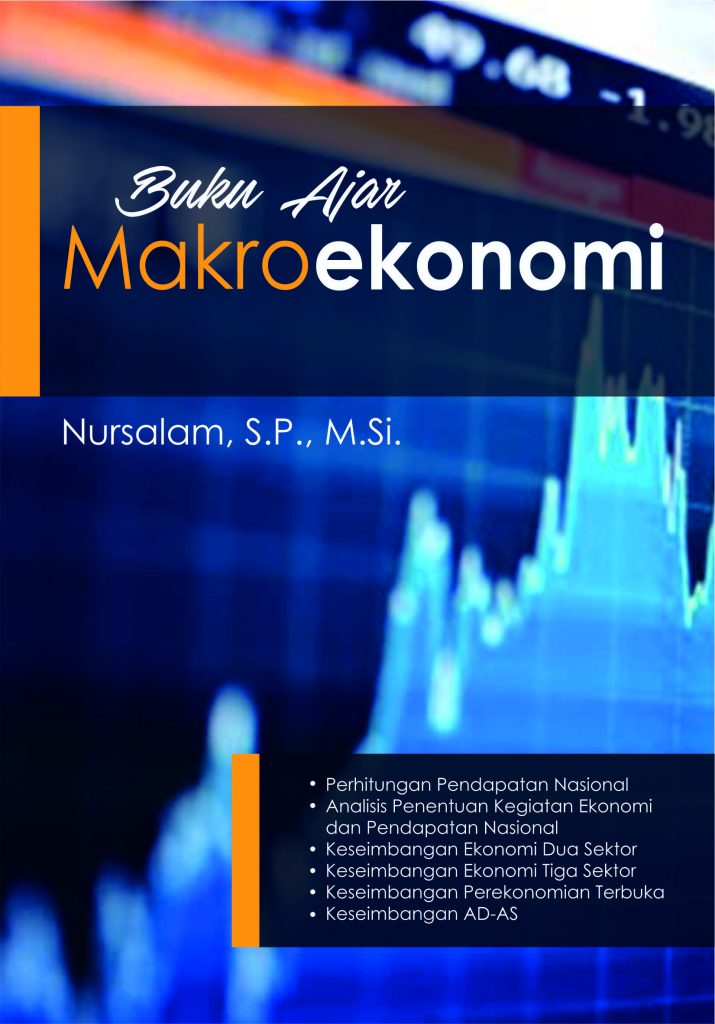 49.68 -1.98
Buku Ajar
Makroekonomi
Nursalam, S.P., M.Si.
• Perhitungan Pendapatan Nasional
• Analisis Penentuan Kegiatan Ekonomi
dan Pendapatan Nasional
• Keseimbangan Ekonomi Dua Sektor
• Keseimbangan Ekonomi Tiga Sektor
• Keseimbangan Perekonomian Terbuka
• Keseimbangan AD-AS